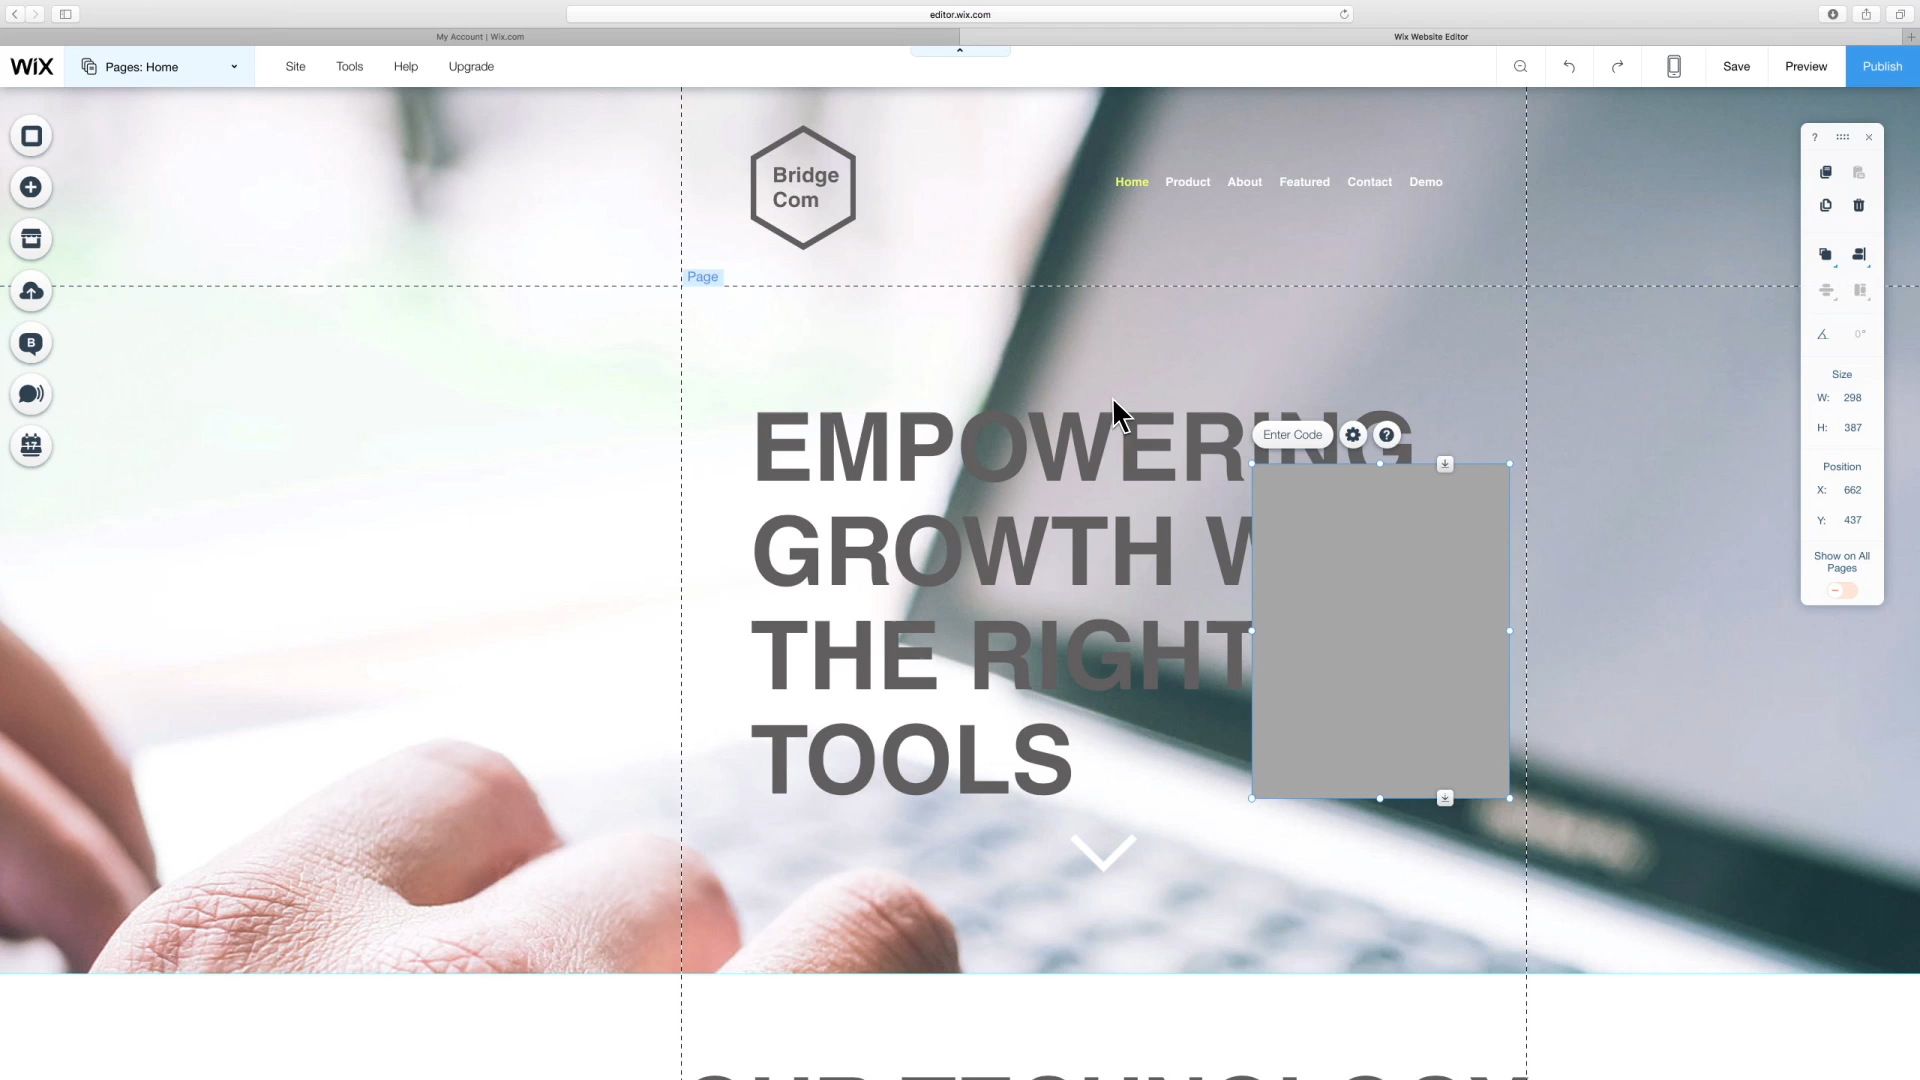 editor.wix.com
My Account | Wix.com
Wix Website Editor
WiX
Pages: Home
Site
Tools
Help
Upgrade
Save
Preview
Publish
Bridge
Com
Home
Product
About
Featured
Contact
Demo
Page
EMPOWERING
GROWTH W
THE RIGHT
TOOLS
Enter Code
?
?
0°
Size
W: 298
H: 387
Position
X: 662
Y: 437
Show on All
Pages
B
17